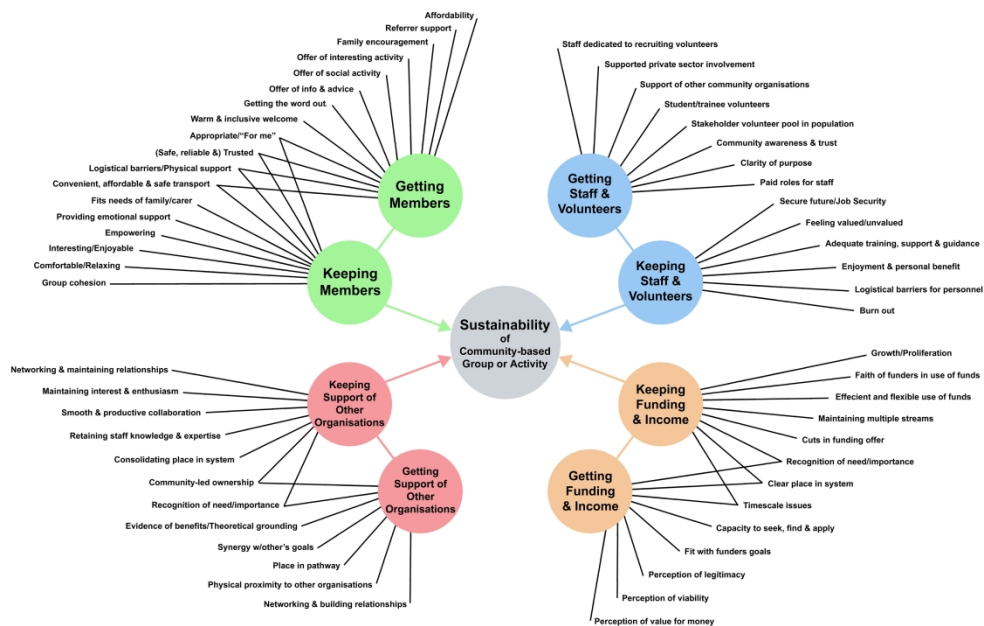 Affordability
Referrer support
Family encouragement
Offer of interesting activity
Offer of social activity
Offer of info & advice
Getting the word out
Warm & inclusive welcome
Appropriate/"For me"
(Safe, reliable &) Trusted
Logistical barriers/Physical support
Convenient, affordable & safe transport
Fits needs of family/carer
Providing emotional support
Empowering
Interesting/Enjoyable
Comfortable/Relaxing
Group cohesion
Getting
Members
Keeping
Members
Staff dedicated to recruiting volunteers
Supported private sector involvement
Support of other community organisations
Student/trainee volunteers
Stakeholder volunteer pool in population
Community awareness & trust
Clarity of purpose
Paid roles for staff
Secure future/Job Security
Feeling valued/unvalued
Adequate training, support & guidance
Enjoyment & personal benefit
Logistical barriers for personnel
Burn out
Getting
Staff &
Volunteers
Keeping
Staff &
Volunteers
Sustainability
of
Community-based
Group or Activity
Networking & maintaining relationships
Maintaining interest & enthusiasm
Smooth & productive collaboration
Retaining staff knowledge & expertise
Consolidating place in system
Community-led ownership
Recognition of need/importance
Evidence of benefits/Theoretical grounding
Synergy w/other's goals
Place in pathway
Physical proximity to other organisations
Networking & building relationships
Keeping
Support of
Other
Organisations
Getting
Support of
Other
Organisations
Growth/Proliferation
Faith of funders in use of funds
Effecient and flexible use of funds
Maintaining multiple streams
Cuts in funding offer
Recognition of need/importance
Clear place in system
Timescale issues
Capacity to seek, find & apply
Fit with funders goals
Perception of legitimacy
Perception of viability
Perception of value for money
Keeping
Funding
& Income
Getting
Funding
& Income